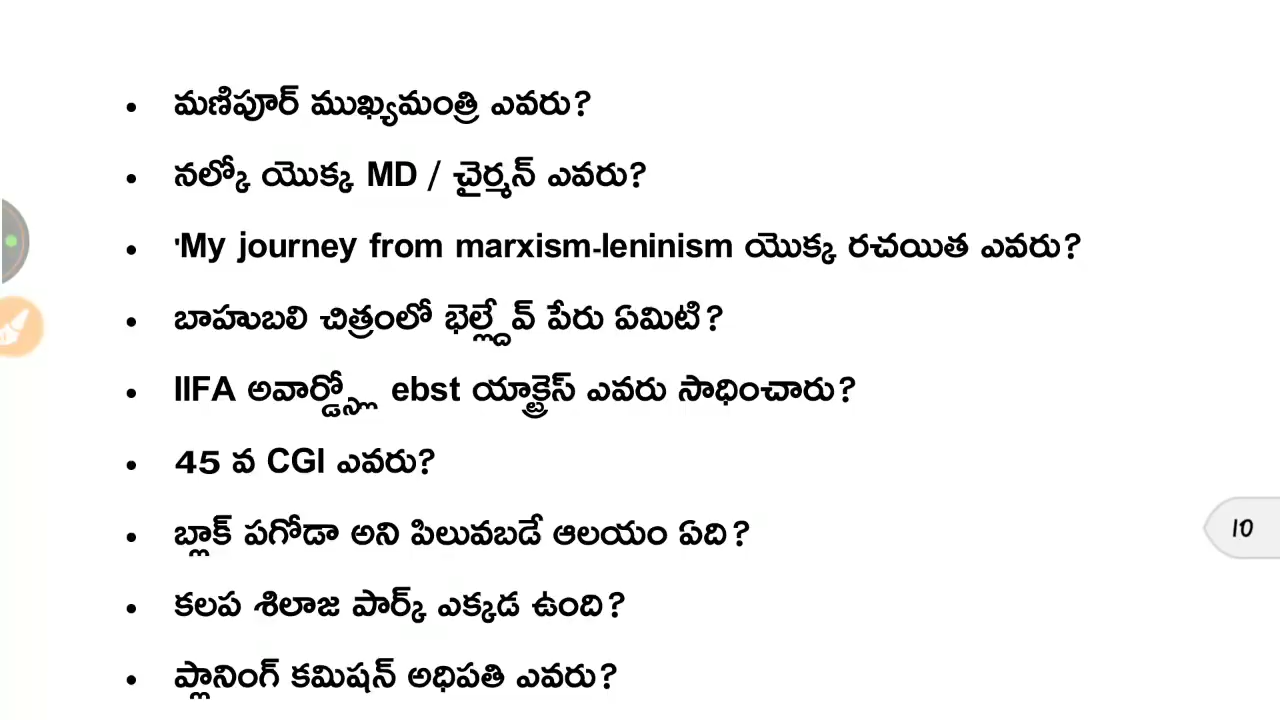 • మణిపూర్ ముఖ్యమంత్రి ఎవరు?
• నల్కో యొక్క MD / చైర్మన్ ఎవరు?
• 'My journey from marxism-leninism యొక్క రచయిత ఎవరు?
• బాహుబలి చిత్రంలో భెల్ల్దేవ్ పేరు ఏమిటి?
• IIFA అవార్డ్స్లో ebst యాక్ట్రెస్ ఎవరు సాధించారు?
• 45 వ CGI ఎవరు?
• బ్లాక్ పగోడా అని పిలువబడే ఆలయం ఏది?
10
• కలప శిలాజ పార్క్ ఎక్కడ ఉంది?
• ప్లానింగ్ కమిషన్ అధిపతి ఎవరు?